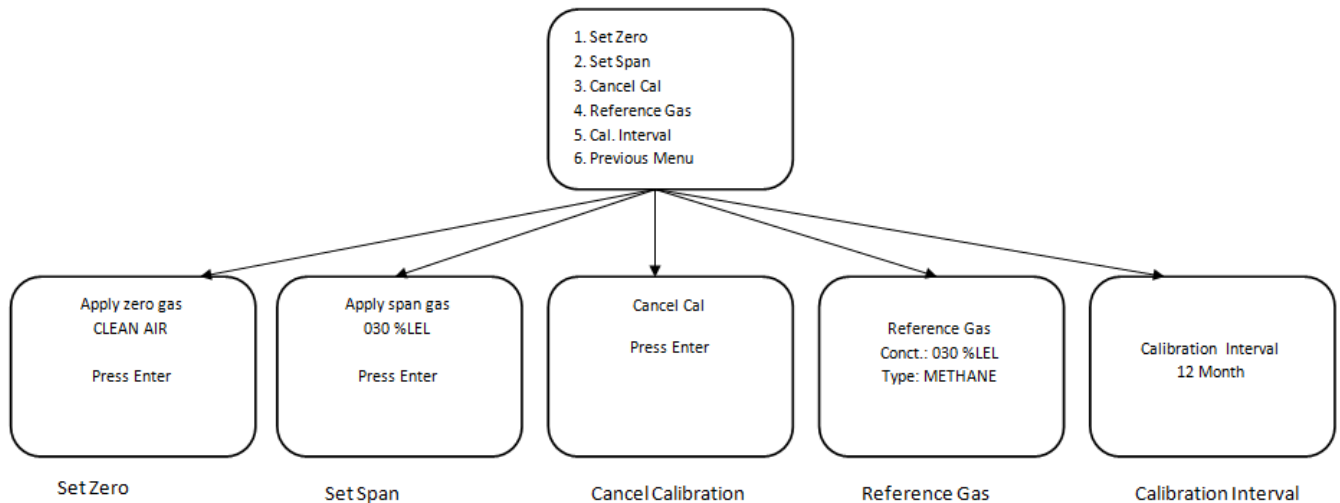 1. Set Zero
2. Set Span
3. Cancel Cal
4. Reference Gas
5. Cal. Interval
6. Previous Menu
Apply zero gas
CLEAN AIR
Press Enter
Apply span gas
030 %LEL
Press Enter
Cancel Cal
Press Enter
Reference Gas
Conct.: 030 %LEL
Type: METHANE
Calibration Interval
12 Month
Set Zero
Set Span
Cancel Calibration
Reference Gas
Calibration Interval